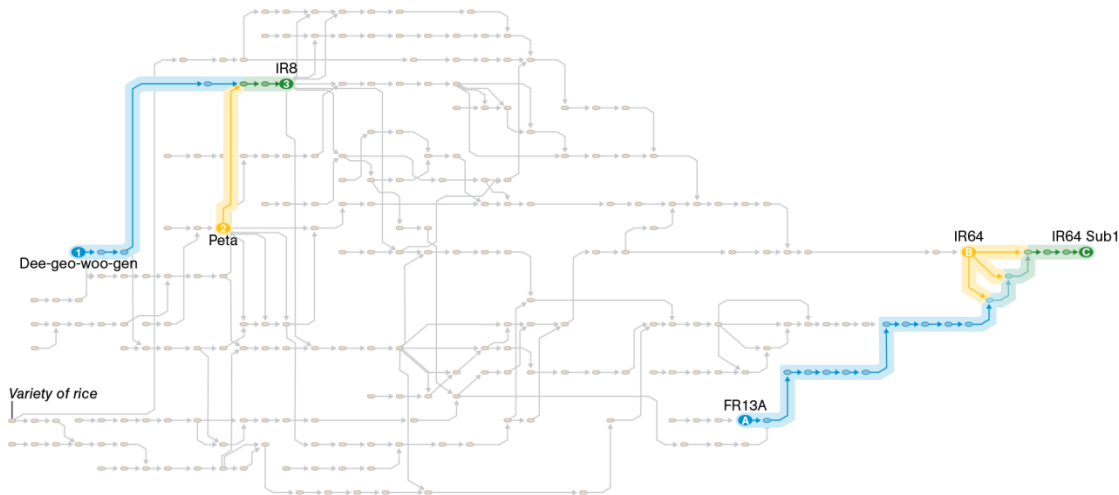 IR8
3
2
Peta
1
Dee-geo-woo-gen
IR64
IR64 Sub1
B
C
Variety of rice
FR13A
A